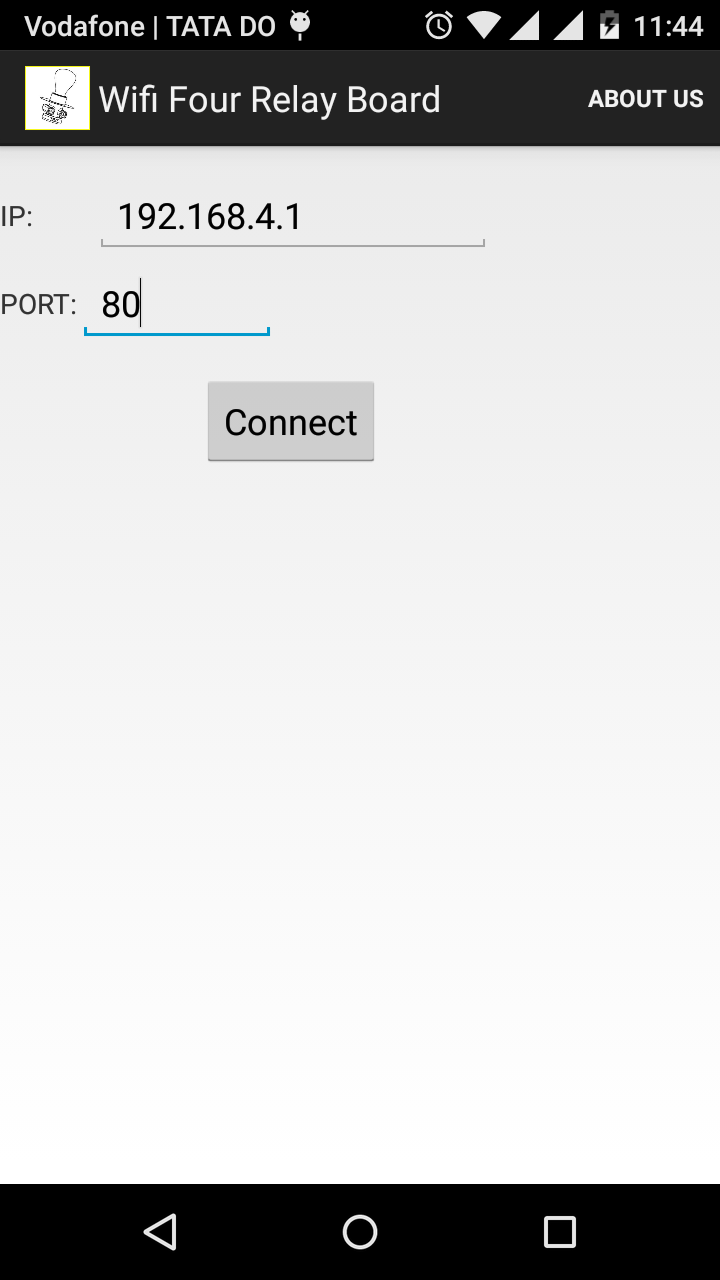 Vodafone | TATA DO 11:44
Wifi Four Relay Board ABOUT US
IP: 192.168.4.1
PORT: 80
Connect